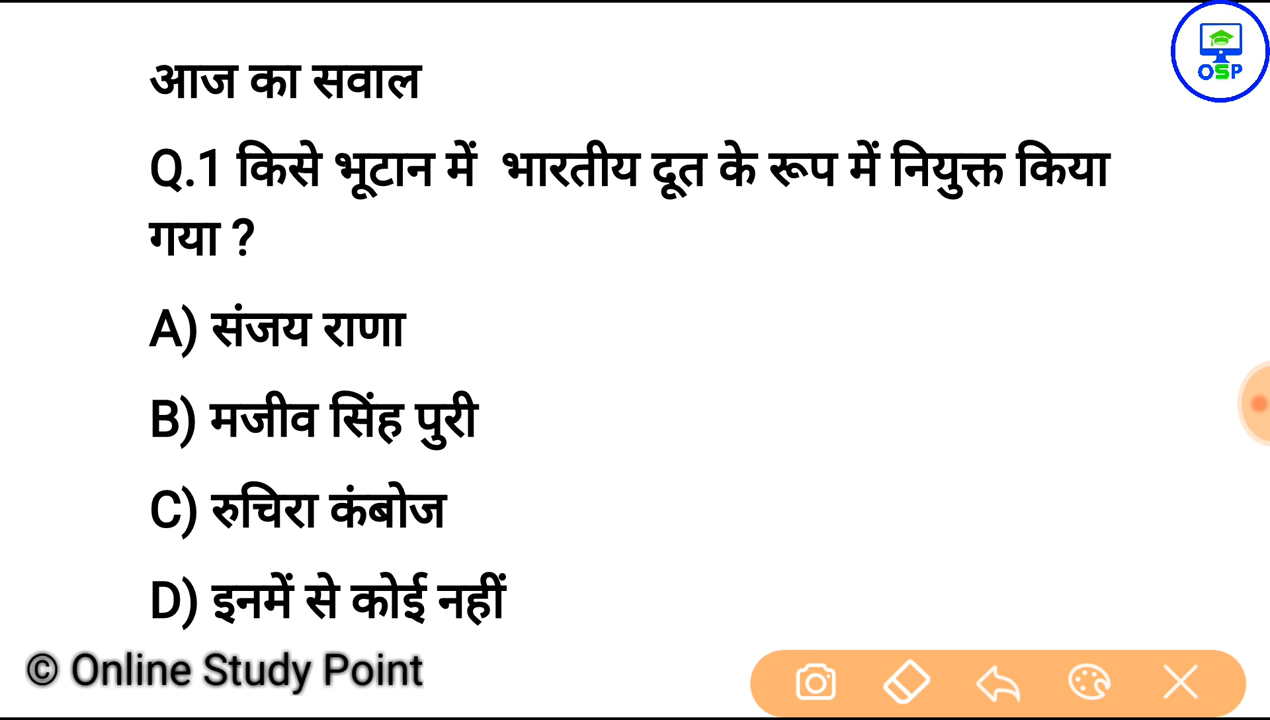 OSP
आज का सवाल
Q.1 किसे भूटान में भारतीय दूत के रूप में नियुक्त किया
गया ?
A) संजय राणा
B) मजीव सिंह पुरी
C) रुचिरा कंबोज
D) इनमें से कोई नहीं
© Online Study Point